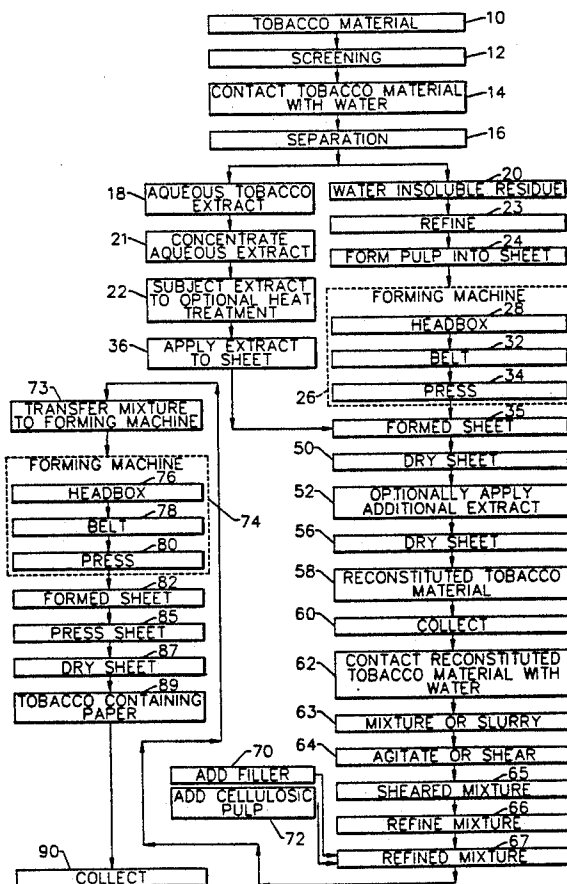 TOBACCO MATERIAL
10
SCREENING
12
CONTACT TOBACCO MATERIAL
WITH WATER
14
SEPARATION
16
18
AQUEOUS TOBACCO
EXTRACT
21
CONCENTRATE
AQUEOUS EXTRACT
22
SUBJECT EXTRACT
TO OPTIONAL HEAT
TREATMENT
36
APPLY EXTRACT
TO SHEET
20
WATER INSOLUBLE RESIDUE
23
REFINE
24
FORM PULP INTO SHEET
FORMING MACHINE
28
HEADBOX
32
BELT
34
PRESS
26
35
FORMED SHEET
50
DRY SHEET
52
OPTIONALLY APPLY
ADDITIONAL EXTRACT
56
DRY SHEET
58
RECONSTITUTED TOBACCO
MATERIAL
60
COLLECT
62
CONTACT RECONSTITUTED
TOBACCO MATERIAL WITH
WATER
63
MIXTURE OR SLURRY
64
AGITATE OR SHEAR
65
SHEARED MIXTURE
66
REFINE MIXTURE
67
REFINED MIXTURE
70
ADD FILLER
ADD CELLULOSIC
PULP
72
73
TRANSFER MIXTURE
TO FORMING MACHINE
FORMING MACHINE
76
HEADBOX
78
BELT
74
80
PRESS
82
FORMED SHEET
85
PRESS SHEET
87
DRY SHEET
89
TOBACCO CONTAINING
PAPER
90
COLLECT